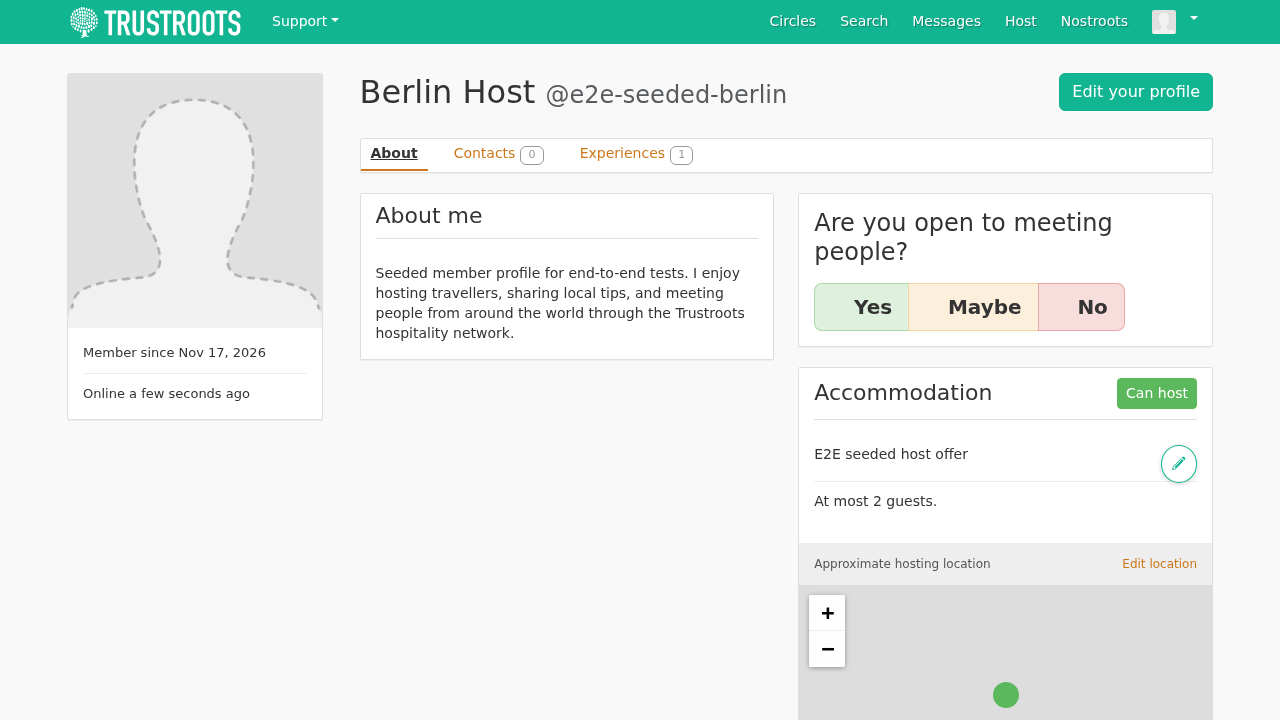 TRUSTROOTS
Support
Circles
Search
Messages
Host
Nostroots
Berlin Host @e2e-seeded-berlin
Edit your profile
About
Contacts 0
Experiences 1
Member since Nov 17, 2026
Online a few seconds ago
About me
Seeded member profile for end-to-end tests. I enjoy
hosting travellers, sharing local tips, and meeting
people from around the world through the Trustroots
hospitality network.
Are you open to meeting
people?
Yes
Maybe
No
Accommodation
Can host
E2E seeded host offer
At most 2 guests.
Approximate hosting location
Edit location
+
−